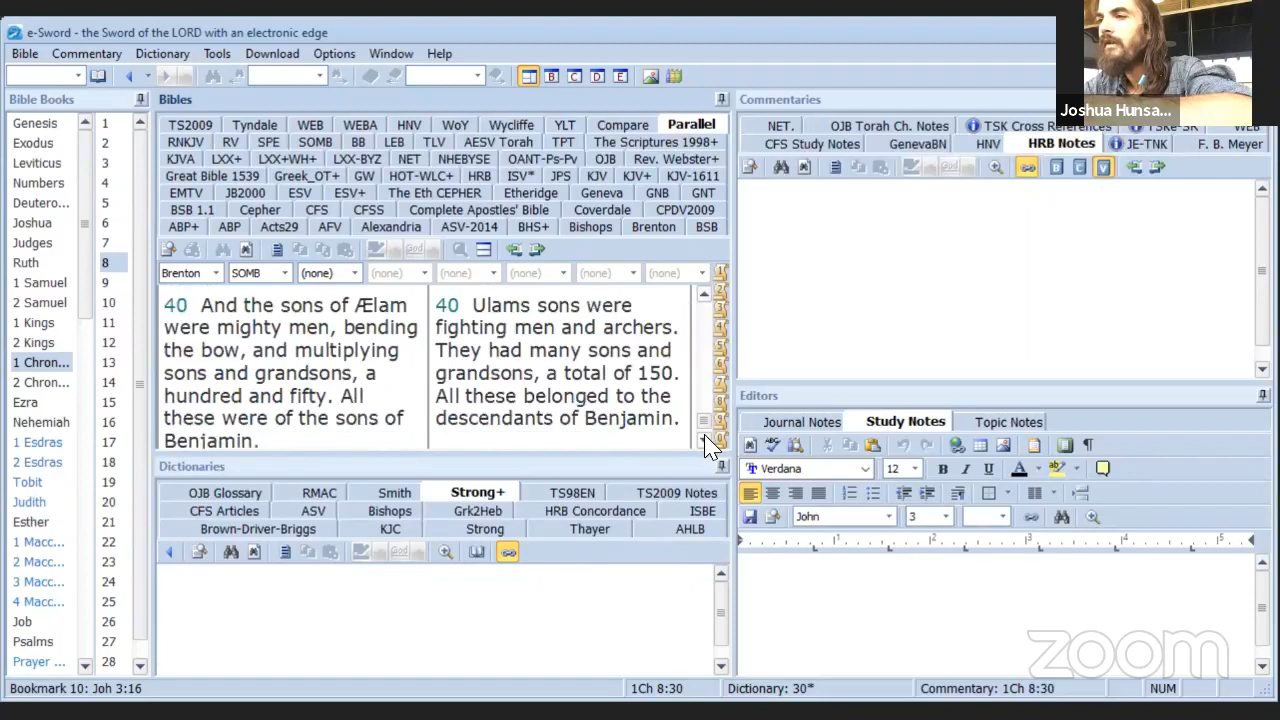 e-Sword - the Sword of the LORD with an electronic edge
Bible Commentary Dictionary Tools Download Options Window Help
B C D E
Joshua Hunsa...
Bible Books
Genesis
Exodus
Leviticus
Numbers
Deutero...
Joshua
Judges
Ruth
1 Samuel
2 Samuel
1 Kings
2 Kings
1 Chron...
2 Chron...
Ezra
Nehemiah
1 Esdras
2 Esdras
Tobit
Judith
Esther
1 Macc...
2 Macc...
3 Macc...
4 Macc...
Job
Psalms
Prayer ...
1
2
3
4
5
6
7
8
9
10
11
12
13
14
15
16
17
18
19
20
21
22
23
24
25
26
27
28
Bibles
TS2009 Tyndale WEB WEBA HNV WoY Wycliffe YLT Compare Parallel
RNKJV RV SPE SOMB BB LEB TLV AESV Torah TPT The Scriptures 1998+
KJVA LXX+ LXX+WH+ LXX-BYZ NET NHEBYSE OANT-Ps-Pv OJB Rev. Webster+
Great Bible 1539 Greek_OT+ GW HOT-WLC+ HRB ISV* JPS KJV KJV+ KJV-1611
EMTV JB2000 ESV ESV+ The Eth CEPHER Etheridge Geneva GNB GNT
BSB 1.1 Cepher CFS CFSS Complete Apostles' Bible Coverdale CPDV2009
ABP+ ABP Acts29 AFV Alexandria ASV-2014 BHS+ Bishops Brenton BSB
Brenton SOMB (none) (none) (none) (none) (none) (none)
40 And the sons of Ælam
were mighty men, bending
the bow, and multiplying
sons and grandsons, a
hundred and fifty. All
these were of the sons of
Benjamin.
40 Ulams sons were
fighting men and archers.
They had many sons and
grandsons, a total of 150.
All these belonged to the
descendants of Benjamin.
Dictionaries
OJB Glossary RMAC Smith Strong+ TS98EN TS2009 Notes
CFS Articles ASV Bishops Grk2Heb HRB Concordance ISBE
Brown-Driver-Briggs KJC Strong Thayer AHLB
Commentaries
NET. OJB Torah Ch. Notes TSK Cross References TSKe-SR WEB
CFS Study Notes GenevaBN HNV HRB Notes JE-TNK F. B. Meyer
Editors
Journal Notes Study Notes Topic Notes
Verdana 12 B I U A ab
John 3
1 2 3 4 5
zoom
Bookmark 10: Joh 3:16 1Ch 8:30 Dictionary: 30* Commentary: 1Ch 8:30 NUM